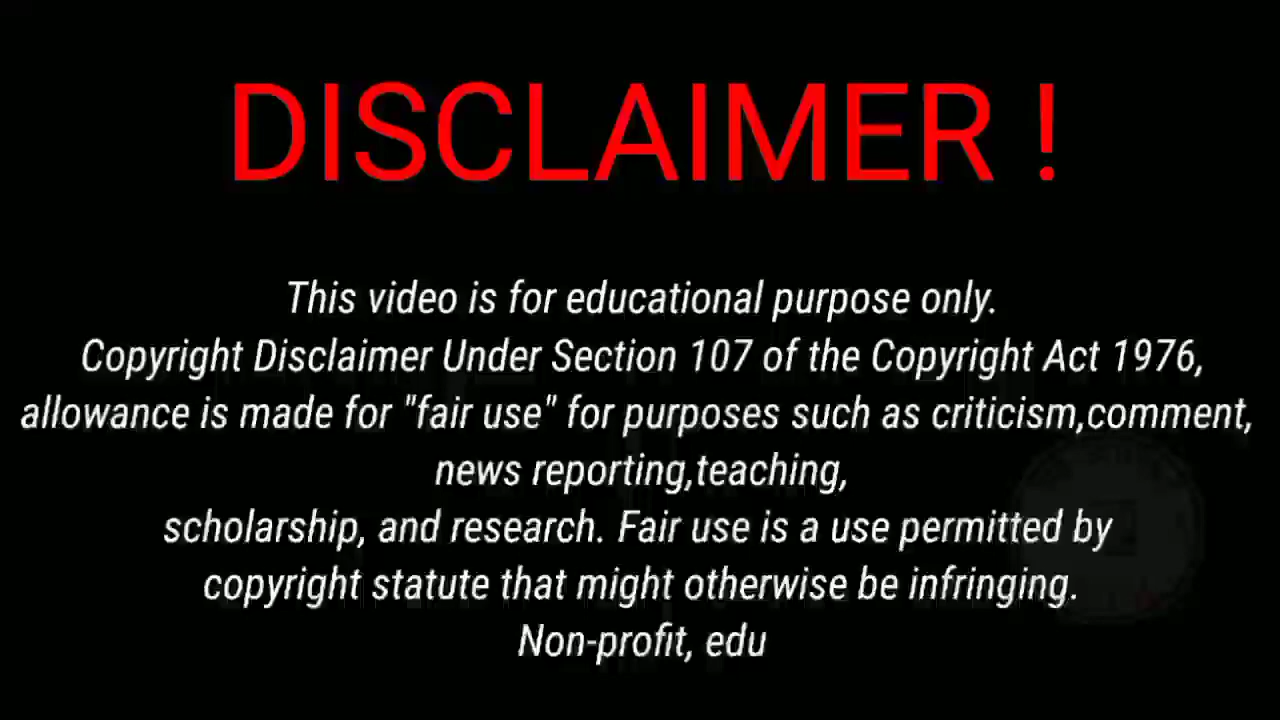 DISCLAIMER !
This video is for educational purpose only.
Copyright Disclaimer Under Section 107 of the Copyright Act 1976,
allowance is made for "fair use" for purposes such as criticism,comment,
news reporting,teaching,
scholarship, and research. Fair use is a use permitted by
copyright statute that might otherwise be infringing.
Non-profit, edu